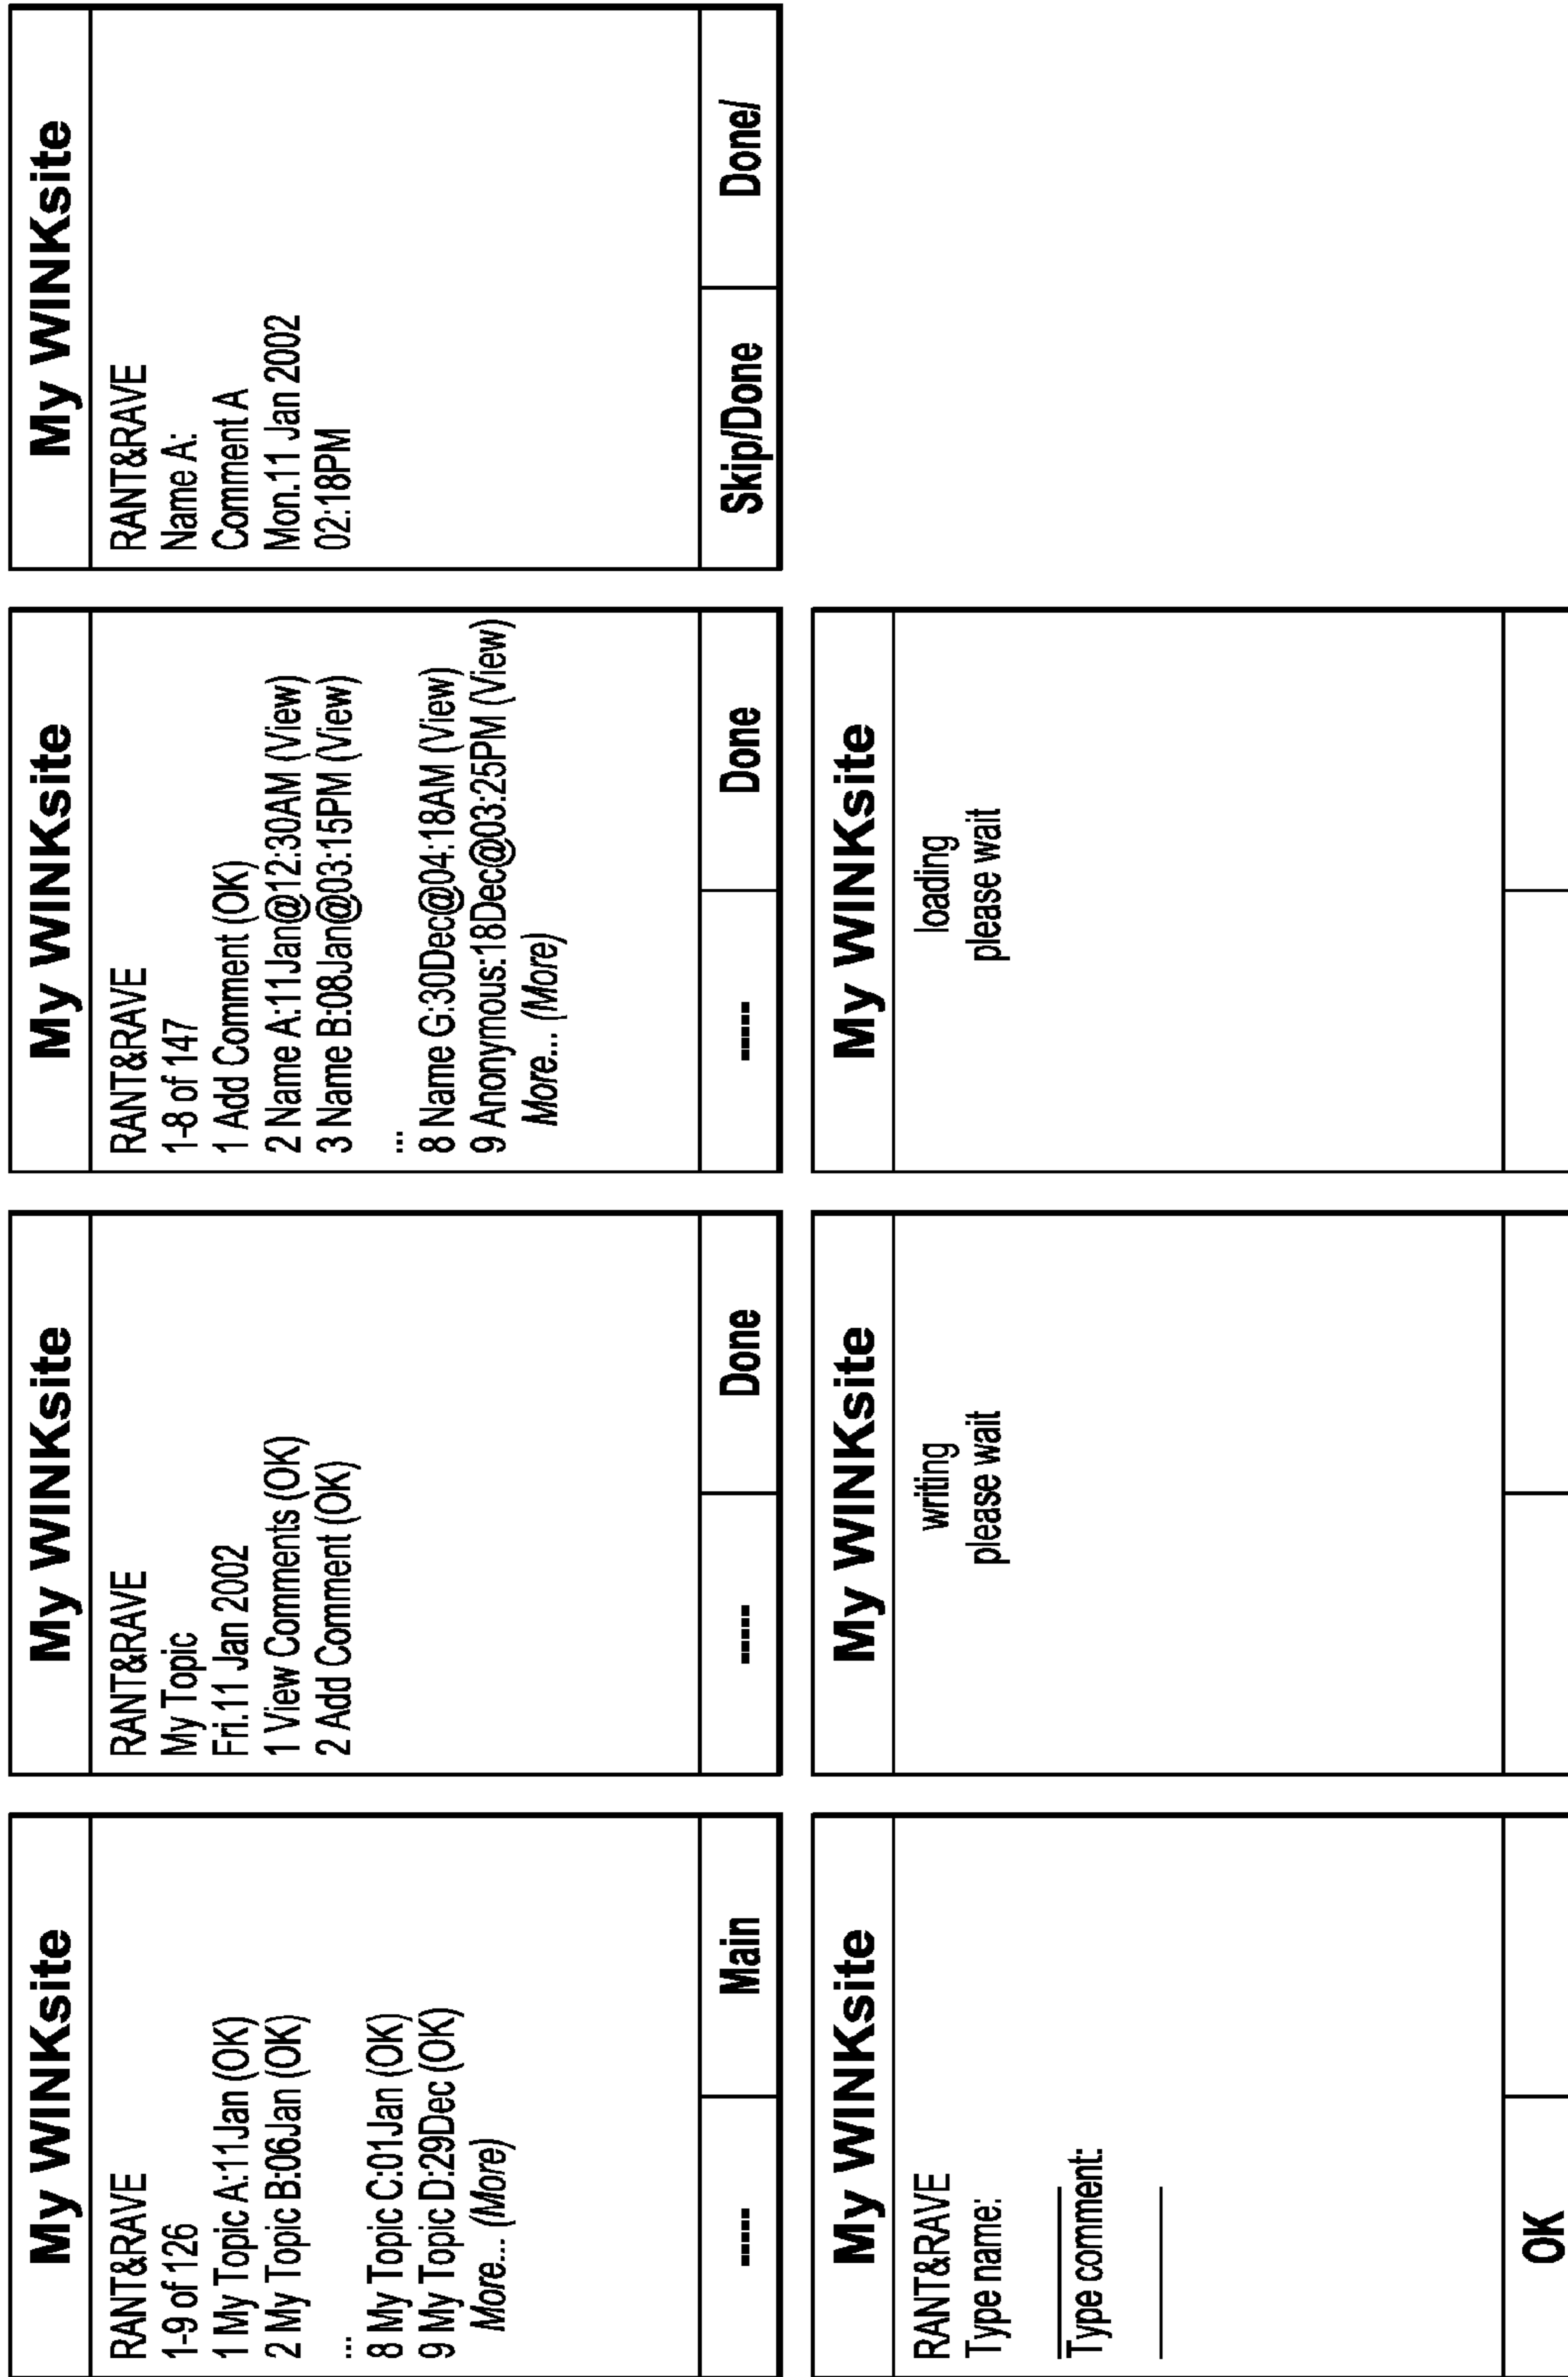 My WINKsite
RANT&RAVE
1-9 of 126
1 My Topic A:11Jan (OK)
2 My Topic B:06Jan (OK)
...
8 My Topic C:01Jan (OK)
9 My Topic D:29Dec (OK)
More... (More)
----- Main
My WINKsite
RANT&RAVE
My Topic
Fri.11 Jan 2002
1 View Comments (OK)
2 Add Comment (OK)
----- Done
My WINKsite
RANT&RAVE
1-8 of 147
1 Add Comment (OK)
2 Name A:11Jan@12:30AM (View)
3 Name B:08Jan@03:15PM (View)
...
8 Name G:30Dec@04:18AM (View)
9 Anonymous:18Dec@03:25PM (View)
More... (More)
----- Done
My WINKsite
RANT&RAVE
Name A:
Comment A
Mon.11 Jan 2002
02:18PM
Skip/Done Done/
My WINKsite
RANT&RAVE
Type name:
Type comment:
OK
My WINKsite
writing
please wait
My WINKsite
loading
please wait